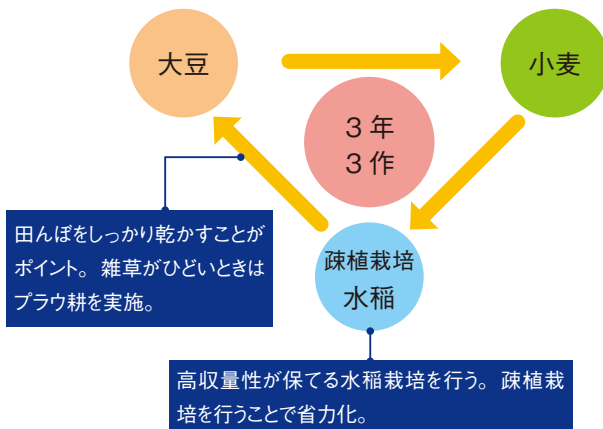 大豆
小麦
3年
3作
田んぼをしっかり乾かすことが
ポイント。雑草がひどいときは
プラウ耕を実施。
疎植栽培
水稲
高収量性が保てる水稲栽培を行う。疎植栽
培を行うことで省力化。